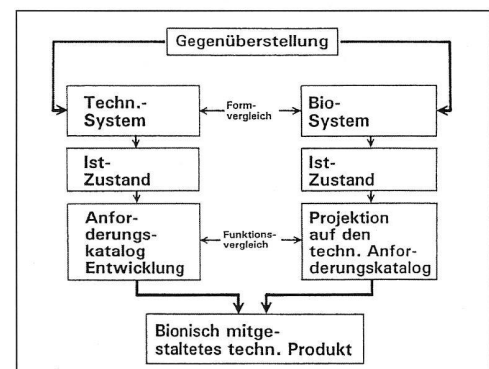 Gegenüberstellung
Techn.-
System
Form-
vergleich
Bio-
System
Ist-
Zustand
Ist-
Zustand
Anfor-
derungs-
katalog
Entwicklung
Funktions-
vergleich
Projektion
auf den
techn. Anfor-
derungskatalog
Bionisch mitge-
staltetes techn. Produkt